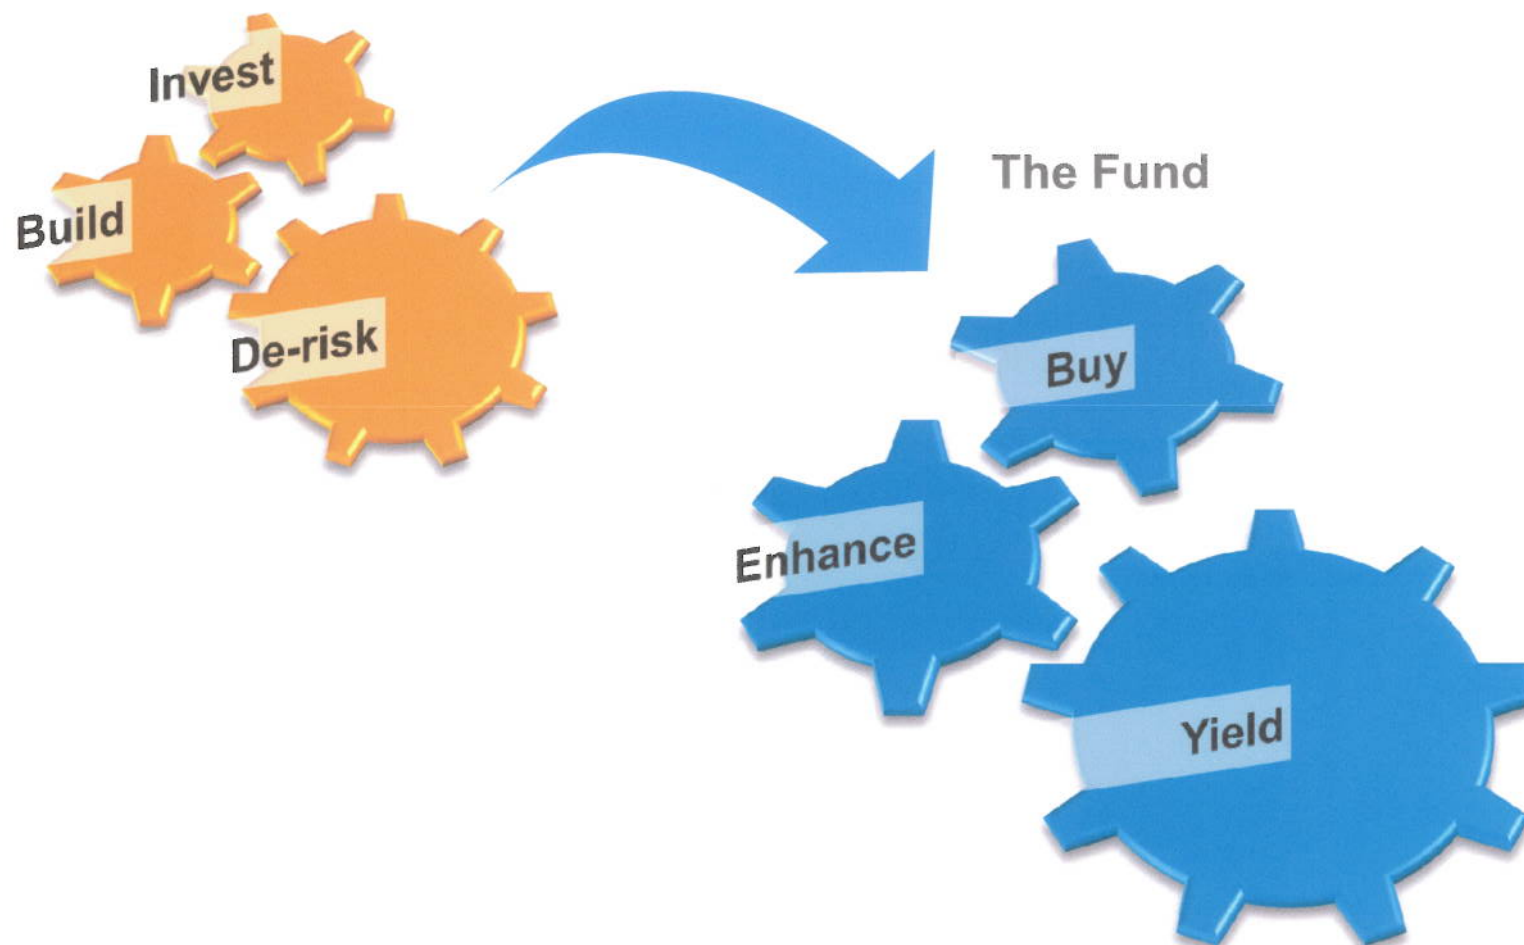 Invest
Build
De-risk
The Fund
Buy
Enhance
Yield